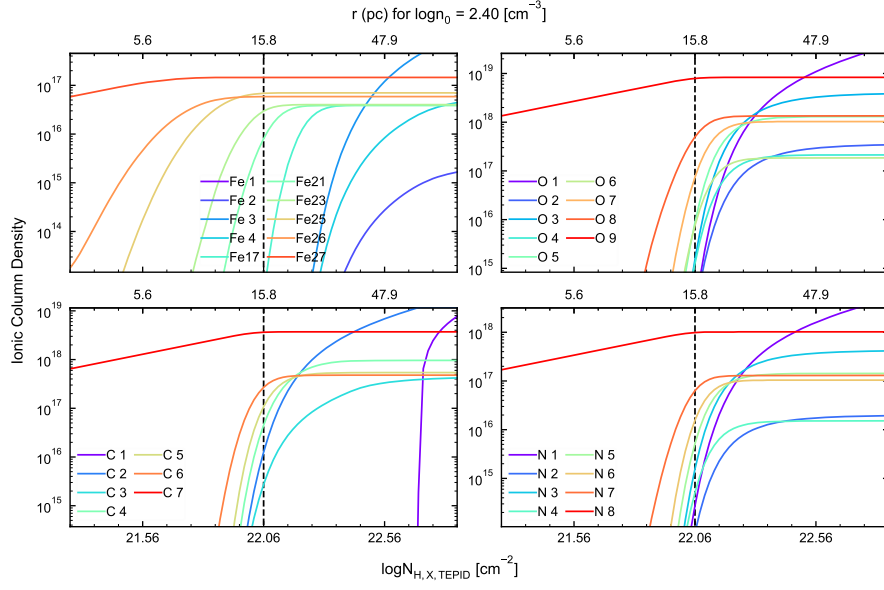 r (pc) for logn₀ = 2.40 [cm⁻³]
5.6 15.8 47.9
5.6 15.8 47.9
Ionic Column Density
10¹⁷
10¹⁶
10¹⁵
10¹⁴
Fe 1 Fe21
Fe 2 Fe23
Fe 3 Fe25
Fe 4 Fe26
Fe17 Fe27
10¹⁹
10¹⁸
10¹⁷
10¹⁶
10¹⁵
O 1 O 6
O 2 O 7
O 3 O 8
O 4 O 9
O 5
5.6 15.8 47.9
5.6 15.8 47.9
10¹⁹
10¹⁸
10¹⁷
10¹⁶
10¹⁵
C 1 C 5
C 2 C 6
C 3 C 7
C 4
10¹⁸
10¹⁷
10¹⁶
10¹⁵
N 1 N 5
N 2 N 6
N 3 N 7
N 4 N 8
21.56 22.06 22.56
21.56 22.06 22.56
logN_H, X, TEPID [cm⁻²]